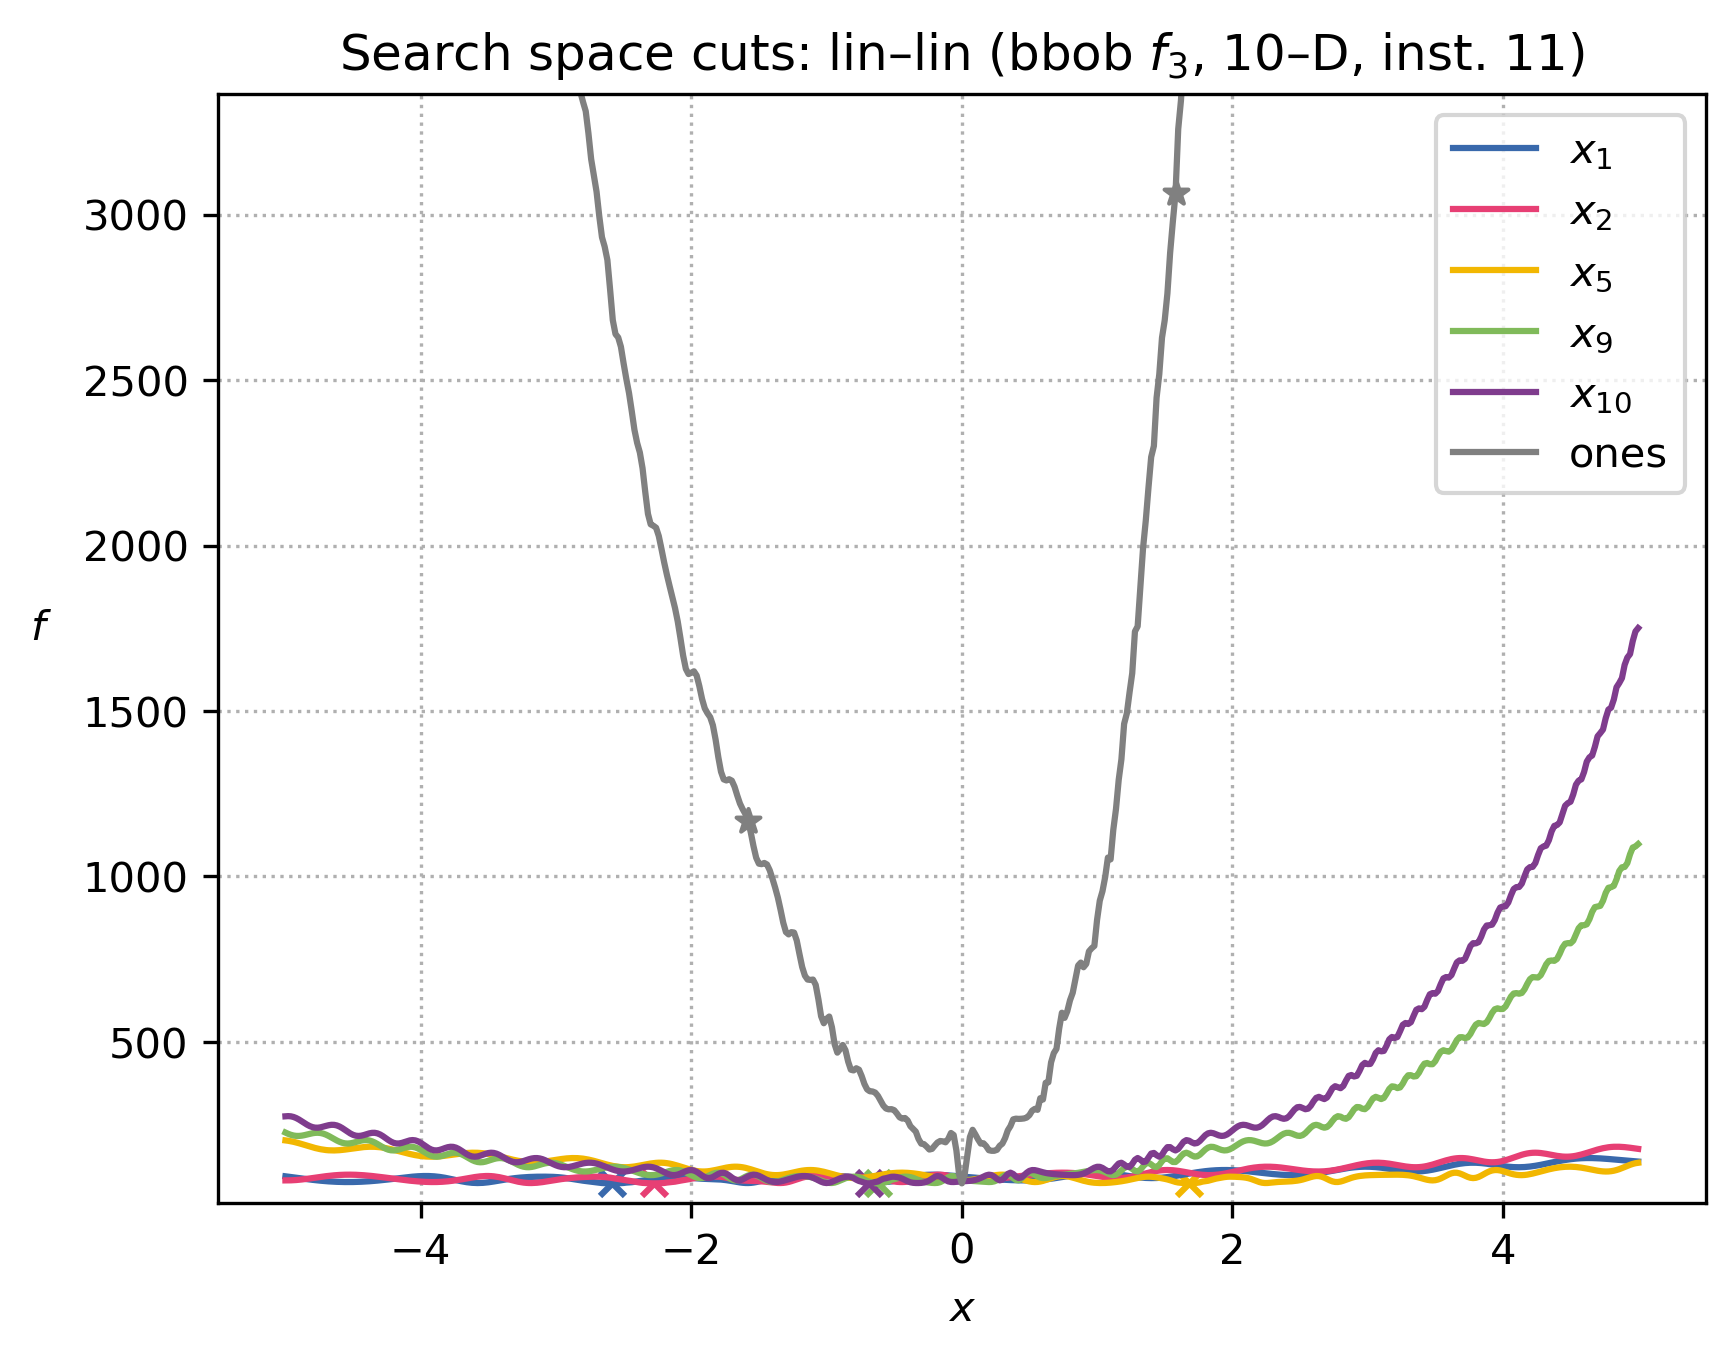 Search space cuts: lin–lin (bbob f₃, 10–D, inst. 11)
x₁
x₂
x₅
x₉
x₁₀
ones
3000
2500
2000
1500
1000
500
f
−4 −2 0 2 4
x